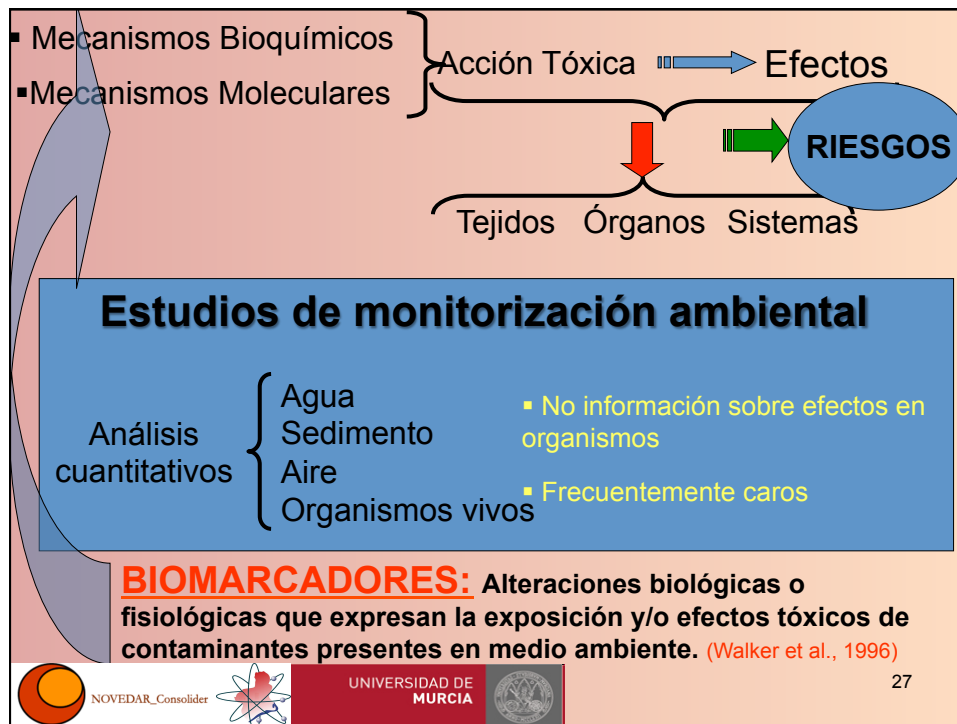 ▪ Mecanismos Bioquímicos
▪Mecanismos Moleculares
Acción Tóxica
Efectos
RIESGOS
Tejidos Órganos Sistemas
Estudios de monitorización ambiental
Análisis
cuantitativos
Agua
Sedimento
Aire
Organismos vivos
▪ No información sobre efectos en
organismos
▪ Frecuentemente caros
BIOMARCADORES: Alteraciones biológicas o
fisiológicas que expresan la exposición y/o efectos tóxicos de
contaminantes presentes en medio ambiente. (Walker et al., 1996)
NOVEDAR_Consolider
UNIVERSIDAD DE
MURCIA
27